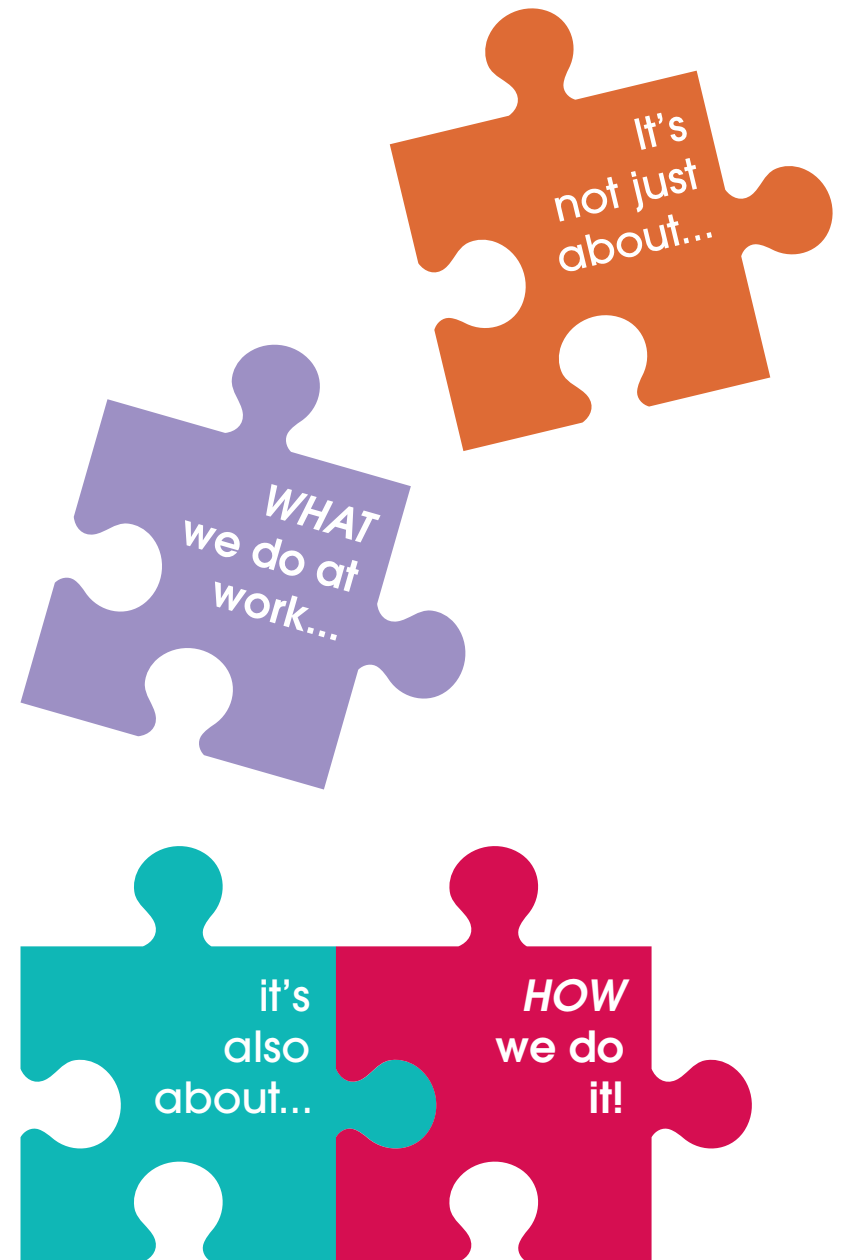 It's
not just
about...
WHAT
we do at
work...
it's
also
about...
HOW
we do
it!